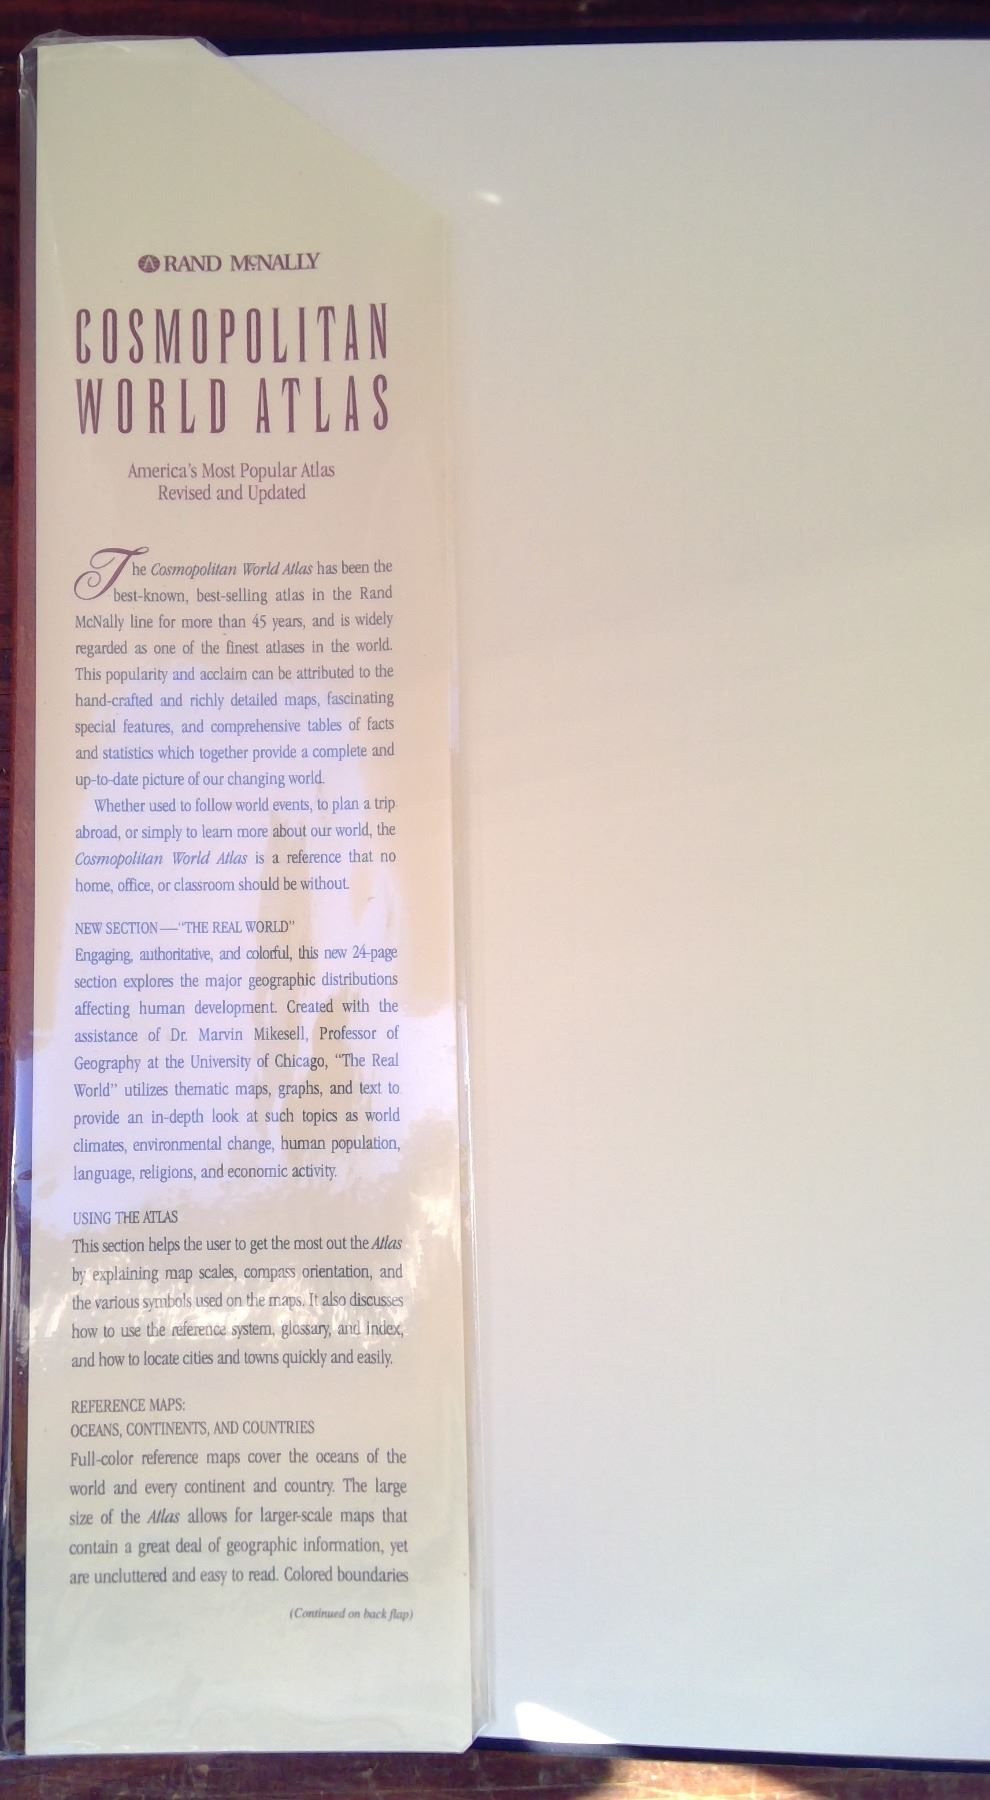 RAND McNALLY
COSMOPOLITAN
WORLD ATLAS
America's Most Popular Atlas
Revised and Updated
The Cosmopolitan World Atlas has been the
best-known, best-selling atlas in the Rand
McNally line for more than 45 years, and is widely
regarded as one of the finest atlases in the world.
This popularity and acclaim can be attributed to the
hand-crafted and richly detailed maps, fascinating
special features, and comprehensive tables of facts
and statistics which together provide a complete and
up-to-date picture of our changing world.
Whether used to follow world events, to plan a trip
abroad, or simply to learn more about our world, the
Cosmopolitan World Atlas is a reference that no
home, office, or classroom should be without.
NEW SECTION—"THE REAL WORLD"
Engaging, authoritative, and colorful, this new 24-page
section explores the major geographic distributions
affecting human development. Created with the
assistance of Dr. Marvin Mikesell, Professor of
Geography at the University of Chicago, "The Real
World" utilizes thematic maps, graphs, and text to
provide an in-depth look at such topics as world
climates, environmental change, human population,
language, religions, and economic activity.
USING THE ATLAS
This section helps the user to get the most out the Atlas
by explaining map scales, compass orientation, and
the various symbols used on the maps. It also discusses
how to use the reference system, glossary, and index,
and how to locate cities and towns quickly and easily.
REFERENCE MAPS:
OCEANS, CONTINENTS, AND COUNTRIES
Full-color reference maps cover the oceans of the
world and every continent and country. The large
size of the Atlas allows for larger-scale maps that
contain a great deal of geographic information, yet
are uncluttered and easy to read. Colored boundaries
(Continued on back flap)